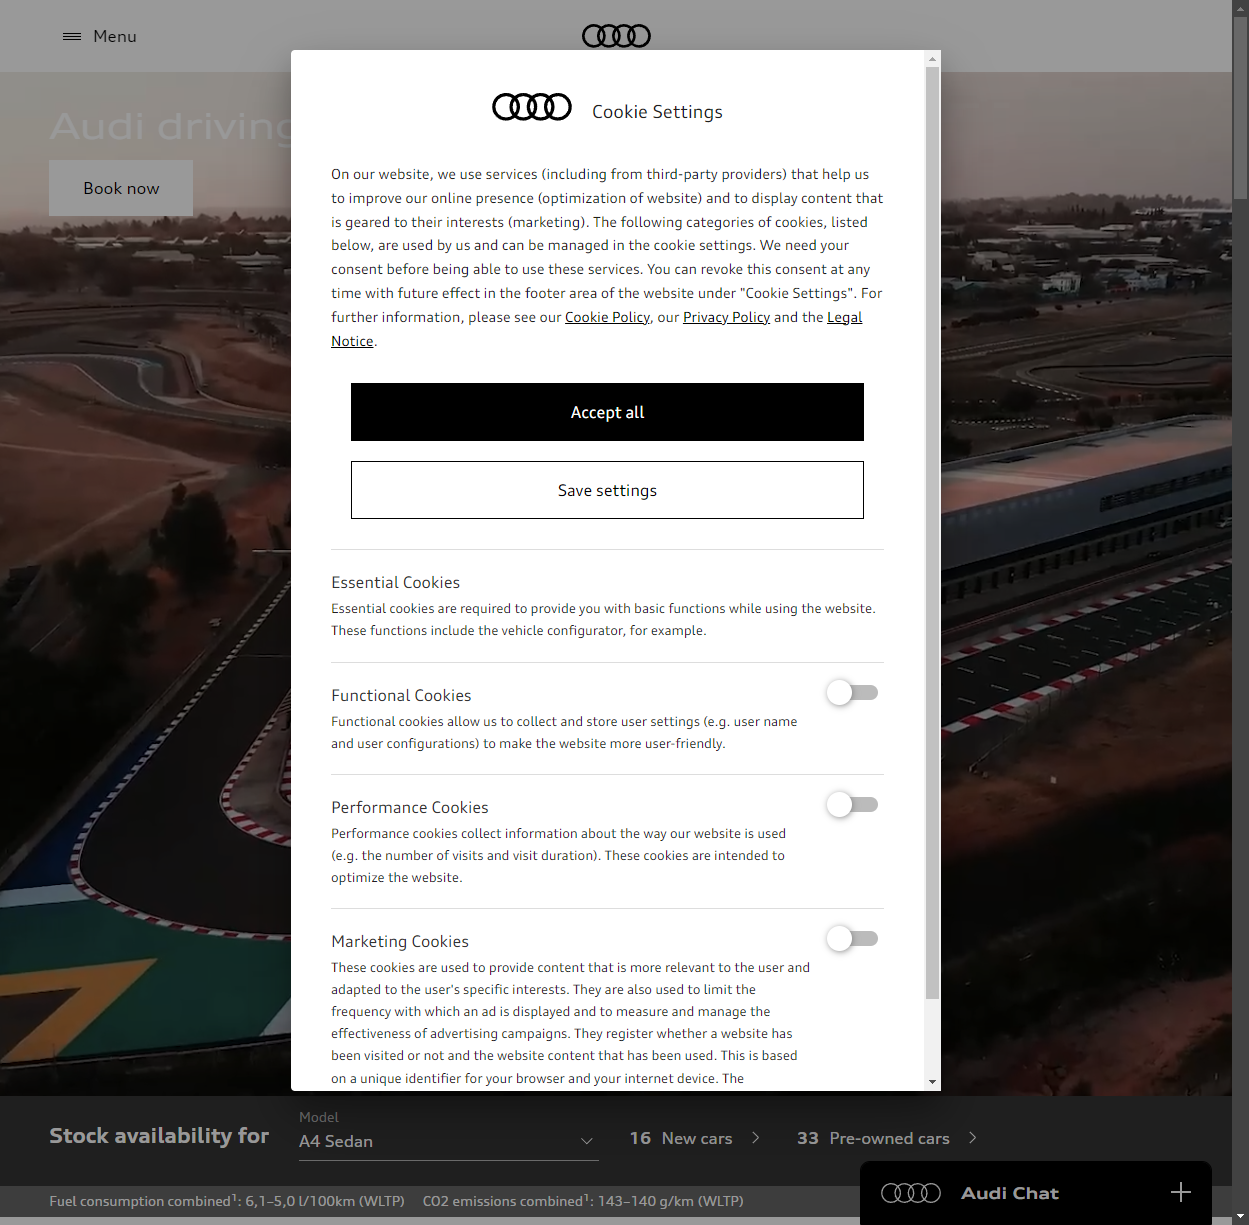 Menu
Audi driving
Book now
Cookie Settings
On our website, we use services (including from third-party providers) that help us
to improve our online presence (optimization of website) and to display content that
is geared to their interests (marketing). The following categories of cookies, listed
below, are used by us and can be managed in the cookie settings. We need your
consent before being able to use these services. You can revoke this consent at any
time with future effect in the footer area of the website under "Cookie Settings". For
further information, please see our Cookie Policy, our Privacy Policy and the Legal
Notice.
Accept all
Save settings
Essential Cookies
Essential cookies are required to provide you with basic functions while using the website.
These functions include the vehicle configurator, for example.
Functional Cookies
Functional cookies allow us to collect and store user settings (e.g. user name
and user configurations) to make the website more user-friendly.
Performance Cookies
Performance cookies collect information about the way our website is used
(e.g. the number of visits and visit duration). These cookies are intended to
optimize the website.
Marketing Cookies
These cookies are used to provide content that is more relevant to the user and
adapted to the user's specific interests. They are also used to limit the
frequency with which an ad is displayed and to measure and manage the
effectiveness of advertising campaigns. They register whether a website has
been visited or not and the website content that has been used. This is based
on a unique identifier for your browser and your internet device. The
Stock availability for
Model
A4 Sedan
16 New cars
33 Pre-owned cars
Fuel consumption combined¹: 6,1–5,0 l/100km (WLTP) CO2 emissions combined¹: 143–140 g/km (WLTP)
Audi Chat